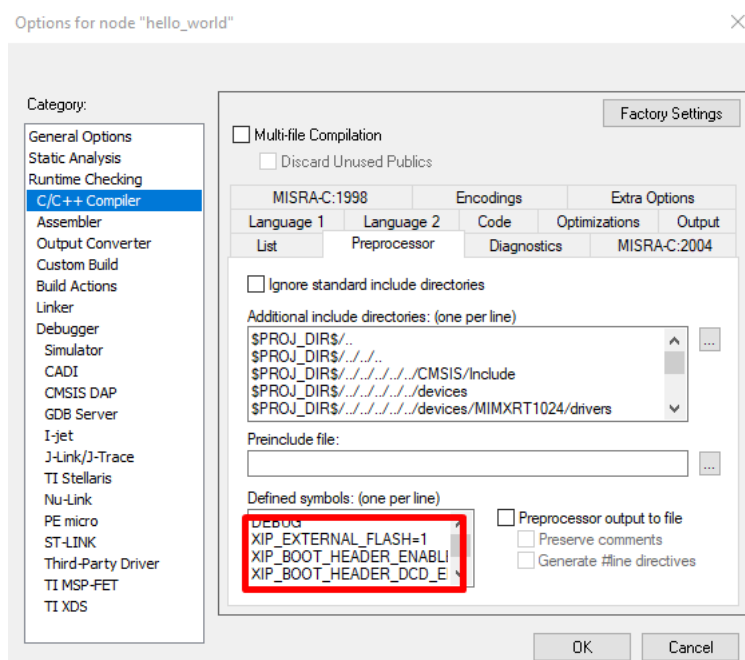 Options for node "hello_world"
Category:
General Options
Static Analysis
Runtime Checking
C/C++ Compiler
Assembler
Output Converter
Custom Build
Build Actions
Linker
Debugger
Simulator
CADI
CMSIS DAP
GDB Server
I-jet
J-Link/J-Trace
TI Stellaris
Nu-Link
PE micro
ST-LINK
Third-Party Driver
TI MSP-FET
TI XDS
Factory Settings
Multi-file Compilation
Discard Unused Publics
MISRA-C:1998 Encodings Extra Options
Language 1 Language 2 Code Optimizations Output
List Preprocessor Diagnostics MISRA-C:2004
Ignore standard include directories
Additional include directories: (one per line)
$PROJ_DIR$/..
$PROJ_DIR$/../../..
$PROJ_DIR$/../../../../../CMSIS/Include
$PROJ_DIR$/../../../../../devices
$PROJ_DIR$/../../../../../devices/MIMXRT1024/drivers
...
Preinclude file:
...
Defined symbols: (one per line)
DEBUG
XIP_EXTERNAL_FLASH=1
XIP_BOOT_HEADER_ENABL
XIP_BOOT_HEADER_DCD_E
Preprocessor output to file
Preserve comments
Generate #line directives
OK Cancel